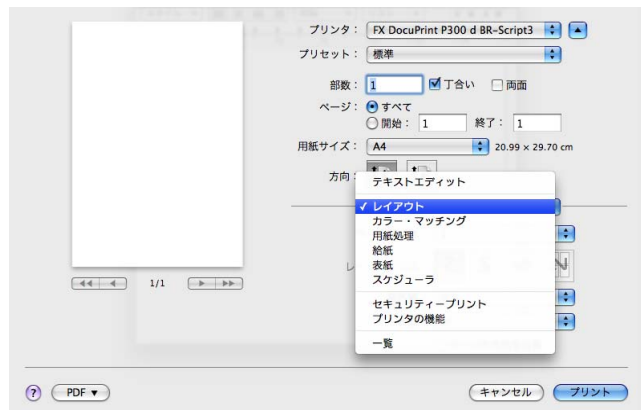 プリンタ： FX DocuPrint P300 d BR-Script3
プリセット： 標準
部数： 1 丁合い 両面
ページ： すべて
開始： 1 終了： 1
用紙サイズ： A4 20.99 × 29.70 cm
方向：
テキストエディット
✓ レイアウト
カラー・マッチング
用紙処理
給紙
表紙
スケジューラ
セキュリティープリント
プリンタの機能
一覧
レ
1/1
? PDF ▼ キャンセル プリント